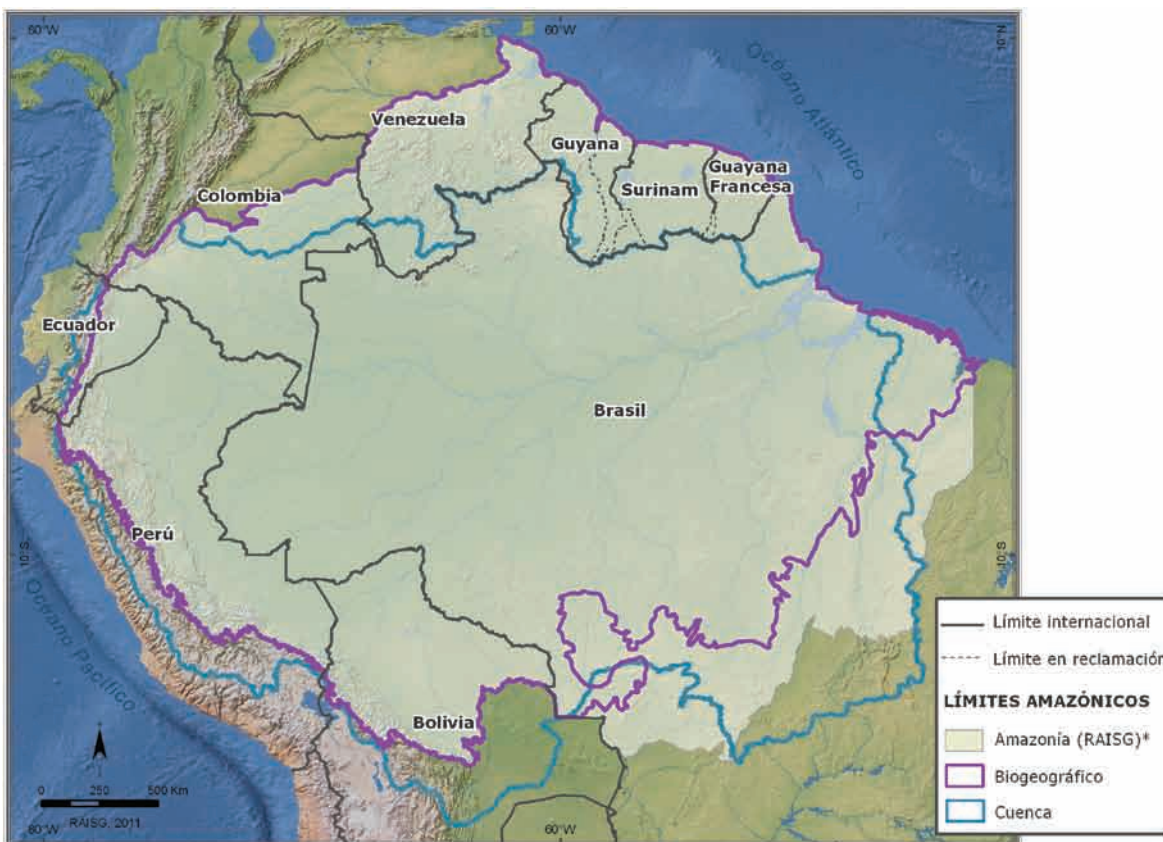 80°W
60°W
10°N
Océano Atlántico
Venezuela
Guyana
Guayana
Francesa
Surinam
Colombia
Ecuador
Brasil
Perú
10°S
10°S
Océano Pacífico
Bolivia
0 250 500 Km
RAISG, 2011
80°W
60°W
Límite internacional
Límite en reclamación
LÍMITES AMAZÓNICOS
Amazonía (RAISG)*
Biogeográfico
Cuenca